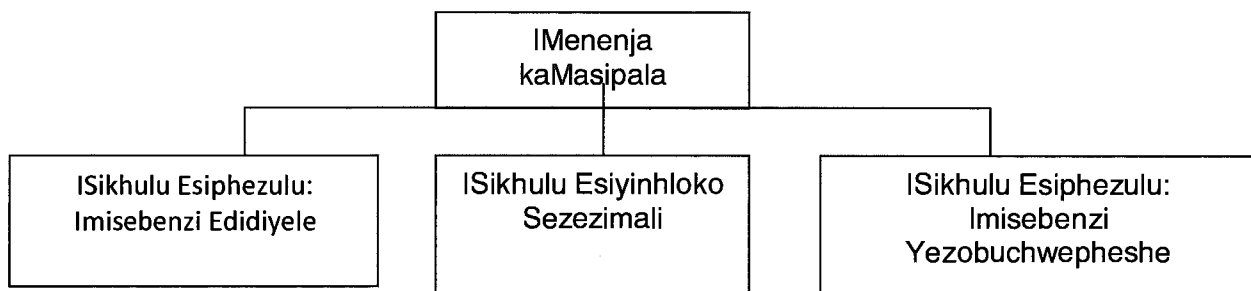 IMenenja
kaMasipala
ISikhulu Esiphezulu:
Imisebenzi Edidiyele
ISikhulu Esiyinhloko
Sezezimali
ISikhulu Esiphezulu:
Imisebenzi
Yezobuchwepheshe